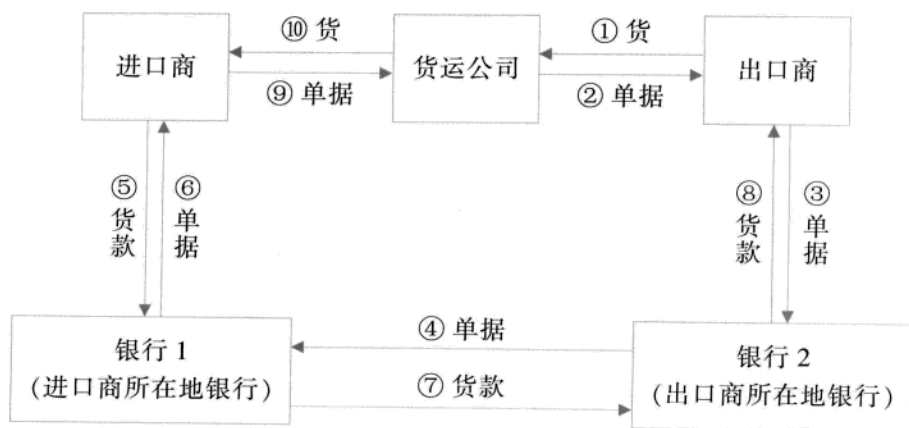 ⑩ 货
① 货
进口商
货运公司
出口商
⑨ 单据
② 单据
⑤ 货款
⑥ 单据
⑧ 货款
③ 单据
④ 单据
银行 1
(进口商所在地银行)
⑦ 货款
银行 2
(出口商所在地银行)